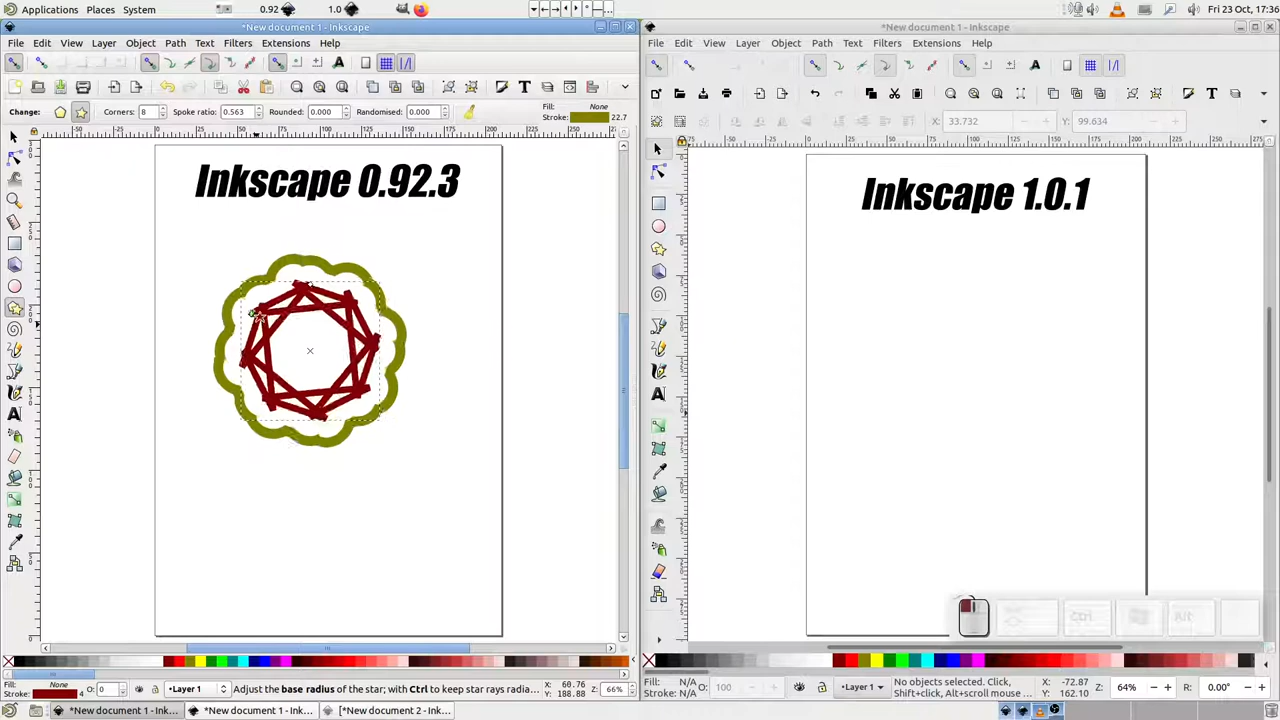 Applications Places System 0.92 1.0 Fri 23 Oct, 17:36
*New document 1 - Inkscape
*New document 1 - Inkscape
File Edit View Layer Object Path Text Filters Extensions Help
File Edit View Layer Object Path Text Filters Extensions Help
Change: Corners: 8 Spoke ratio: 0.563 Rounded: 0.000 Randomised: 0.000 Fill: None
Stroke: 22.7
X: 33.732 Y: 99.634
Inkscape 0.92.3
Inkscape 1.0.1
Ctrl Alt
Fill: None
Stroke: 4 O: 0 Layer 1 Adjust the base radius of the star; with Ctrl to keep star rays radia... X: 60.76
Y: 188.88 Z: 66%
Fill: N/A
Stroke: N/A O: 100 Layer 1 No objects selected. Click,
Shift+click, Alt+scroll mouse ... X: -72.87
Y: 162.10 Z: 64% R: 0.00°
*New document 1 - Ink... *New document 1 - Ink... [*New document 2 - Ink...